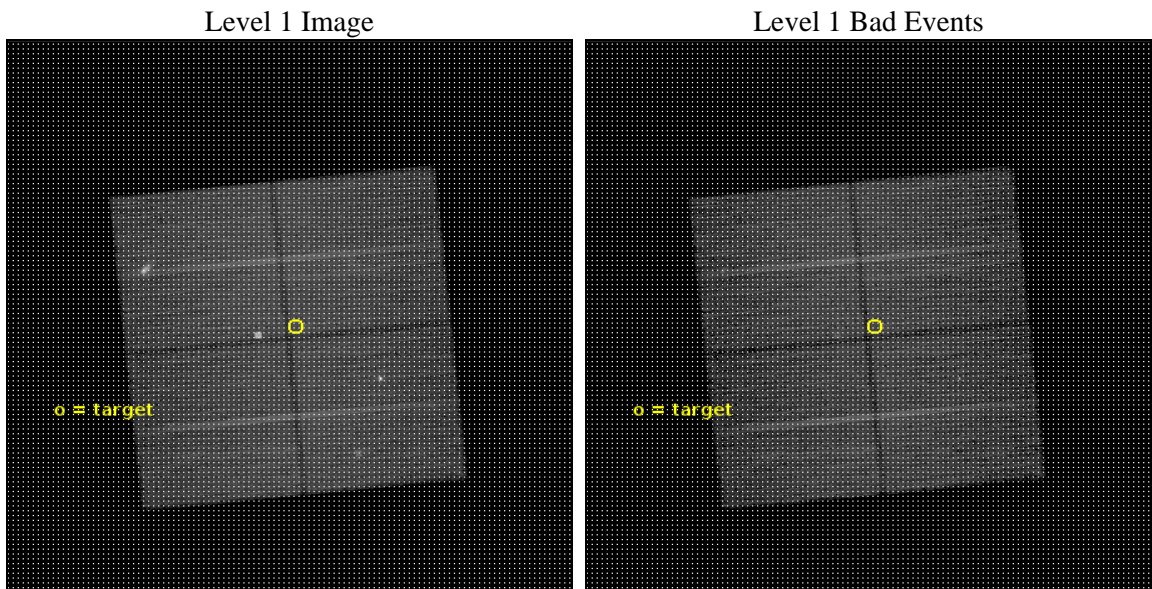 Level 1 Image
Level 1 Bad Events
o = target
o = target